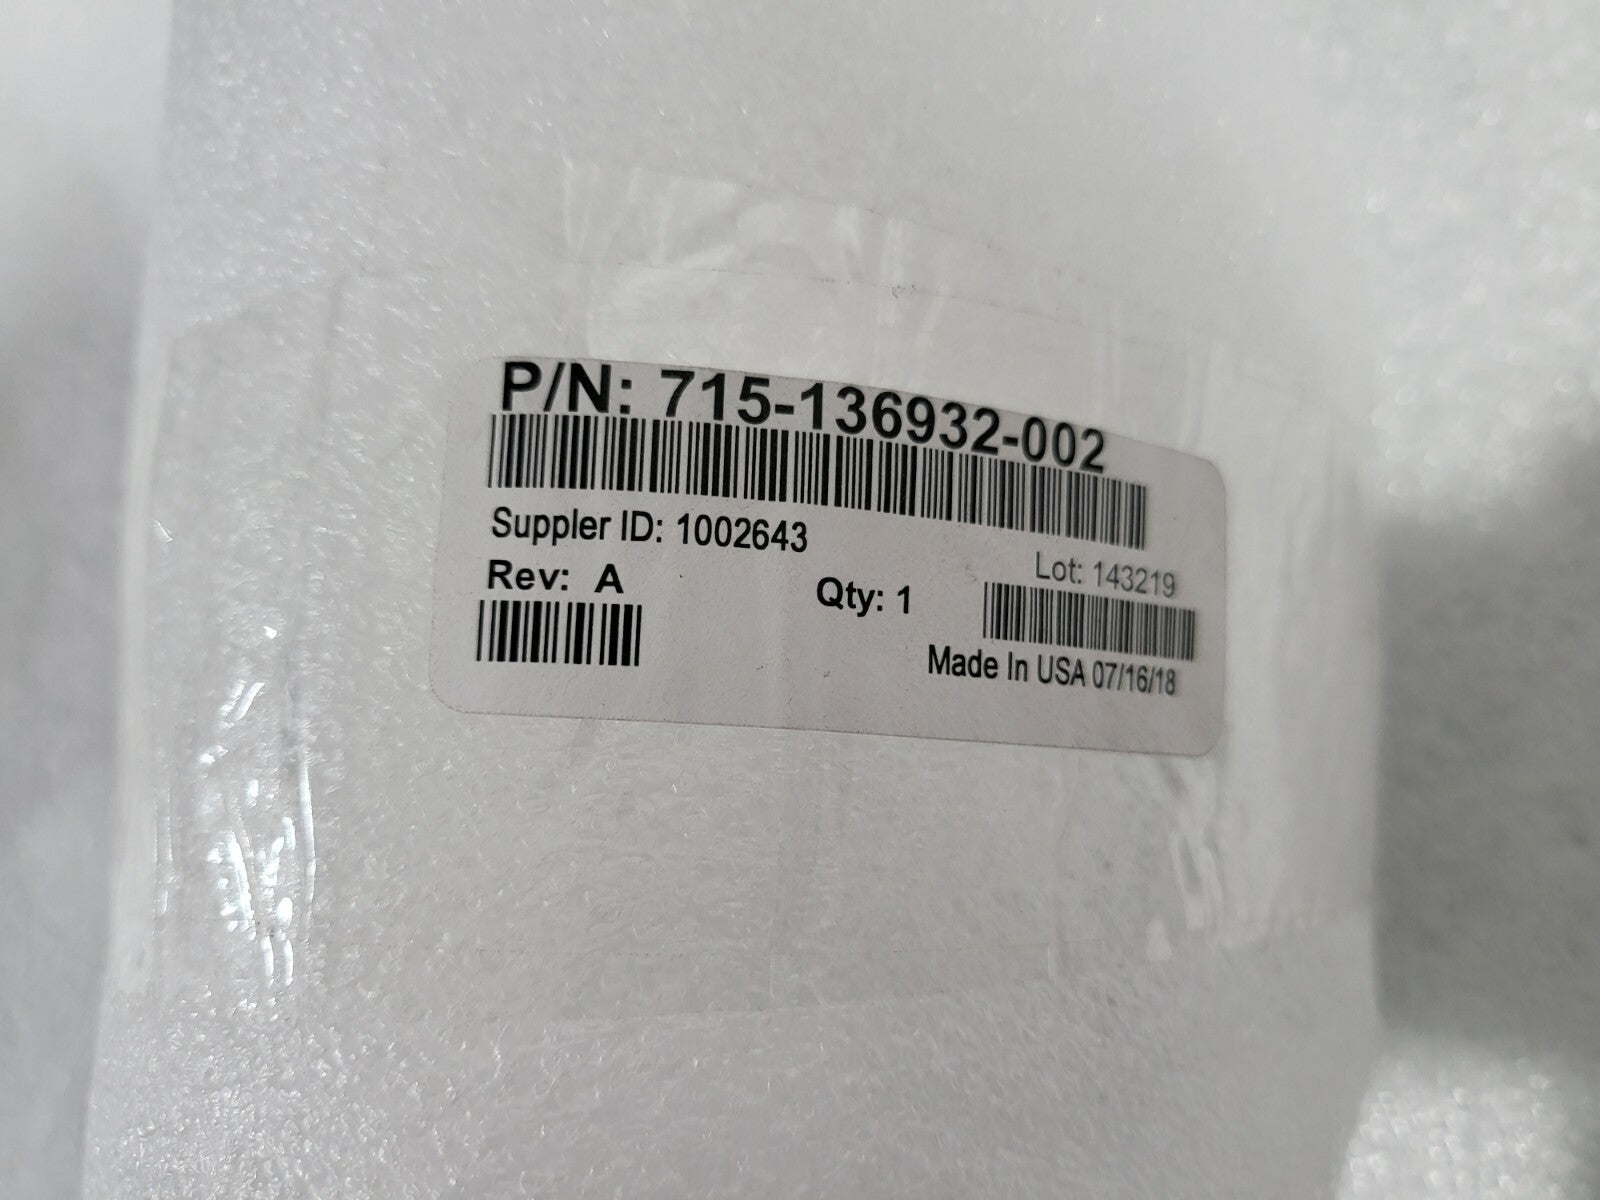 P/N: 715-136932-002
Suppler ID: 1002643
Lot: 143219
Rev: A
Qty: 1
Made In USA 07/16/18